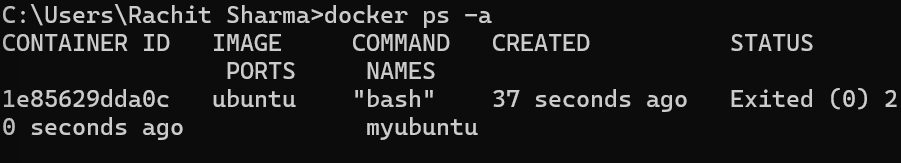 C:\Users\Rachit Sharma>docker ps -a
CONTAINER ID   IMAGE     COMMAND   CREATED          STATUS
PORTS     NAMES
1e85629dda0c   ubuntu    "bash"    37 seconds ago   Exited (0) 2
0 seconds ago             myubuntu